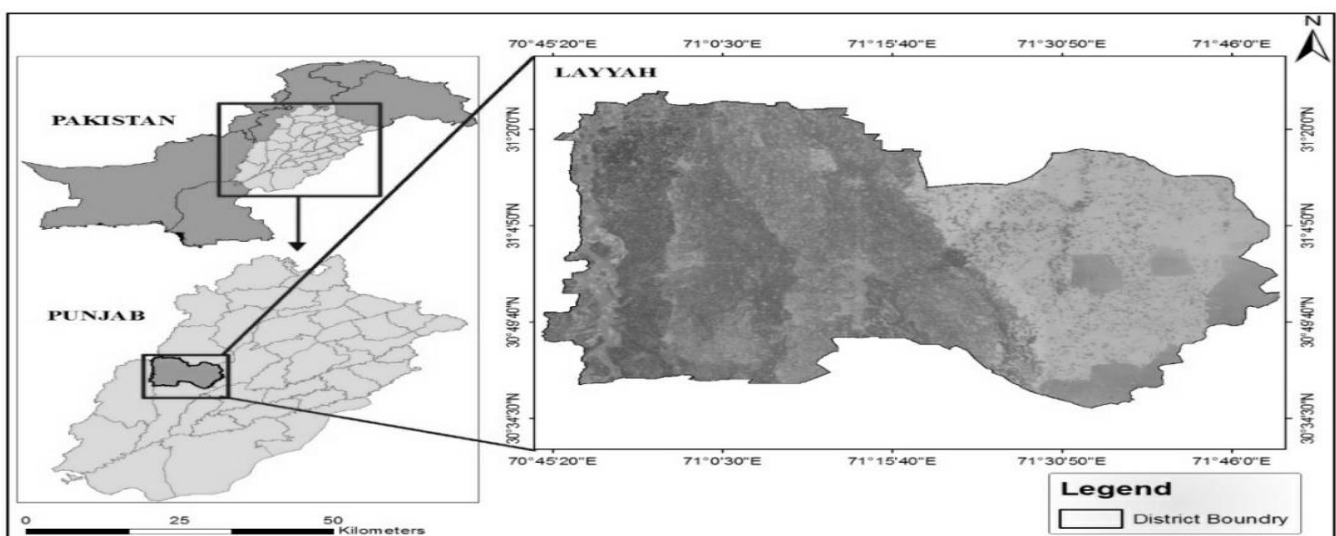 N
70°45'20"E 71°0'30"E 71°15'40"E 71°30'50"E 71°46'0"E
LAYYAH
PAKISTAN
31°20'0"N 31°20'0"N
31°4'50"N 31°4'50"N
PUNJAB
30°49'40"N 30°49'40"N
30°34'30"N 30°34'30"N
70°45'20"E 71°0'30"E 71°15'40"E 71°30'50"E 71°46'0"E
Legend
District Boundry
0 25 50
Kilometers